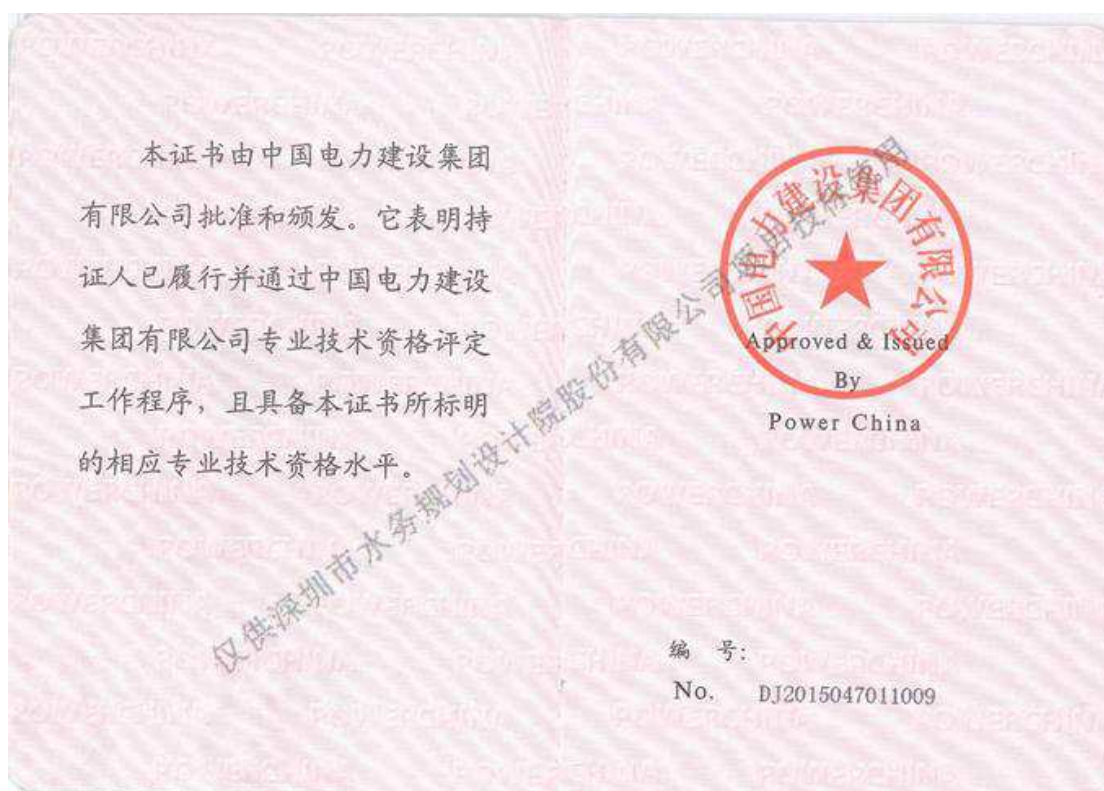 本证书由中国电力建设集团
有限公司批准和颁发。它表明持
证人已履行并通过中国电力建设
集团有限公司专业技术资格评定
工作程序，且具备本证书所标明
的相应专业技术资格水平。
中国电力建设集团有限公司
Approved & Issued
By
Power China
编 号:
No. DJ2015047011009
仅供深圳市水务规划设计院股份有限公司项目投标使用